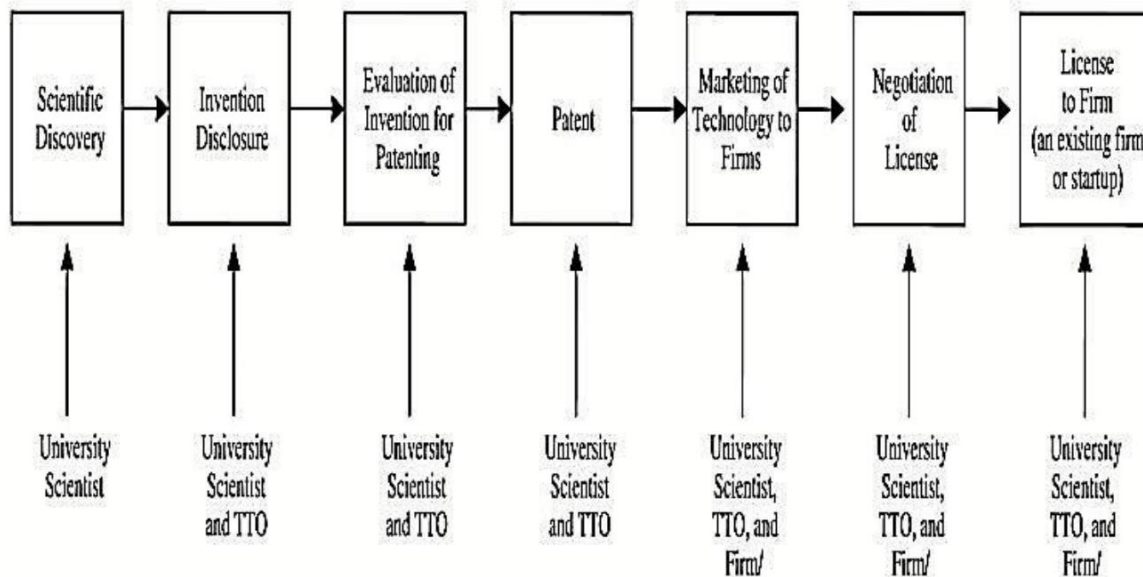 Scientific
Discovery
Invention
Disclosure
Evaluation of
Invention for
Patenting
Patent
Marketing of
Technology to
Firms
Negotiation
of
License
License
to Firm
(an existing firm
or startup)
University
Scientist
University
Scientist
and TTO
University
Scientist
and TTO
University
Scientist
and TTO
University
Scientist,
TTO, and
Firm/
University
Scientist,
TTO, and
Firm/
University
Scientist,
TTO, and
Firm/